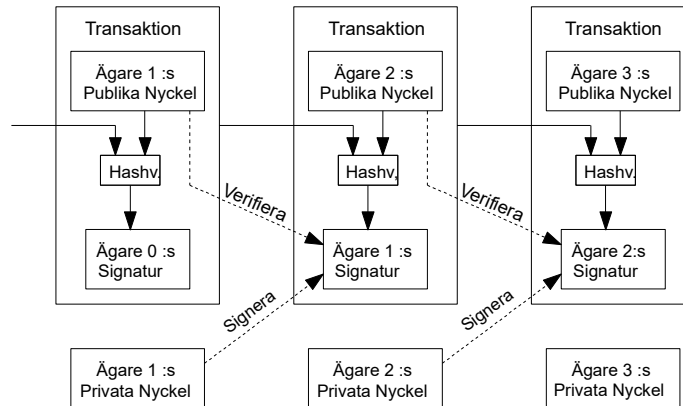 Transaktion
Ägare 1 :s
Publika Nyckel
Hashv.
Ägare 0 :s
Signatur
Transaktion
Ägare 2 :s
Publika Nyckel
Hashv,
Verifiera
Ägare 1 :s
Signatur
Signera
Transaktion
Ägare 3 :s
Publika Nyckel
Hashv.
Verifiera
Ägare 2:s
Signatur
Signera
Ägare 1 :s
Privata Nyckel
Ägare 2 :s
Privata Nyckel
Ägare 3 :s
Privata Nyckel